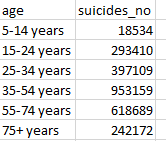 age suicides_no
5-14 years 18534
15-24 years 293410
25-34 years 397109
35-54 years 953159
55-74 years 618689
75+ years 242172